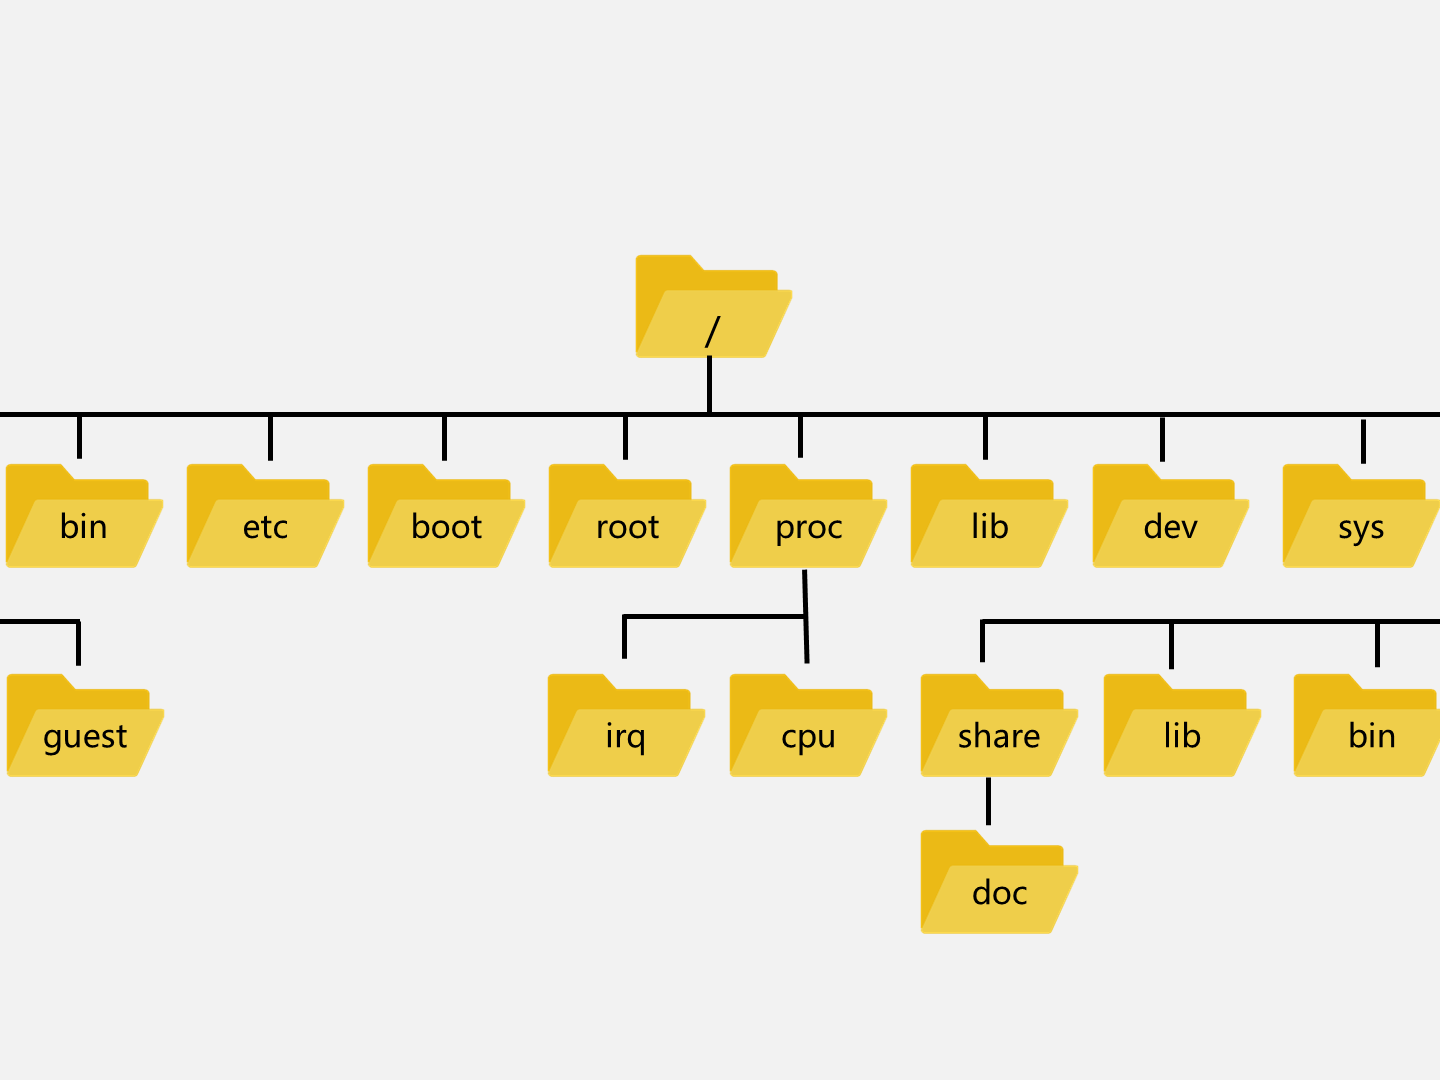 /
bin
etc
boot
root
proc
lib
dev
sys
guest
irq
cpu
share
lib
bin
doc